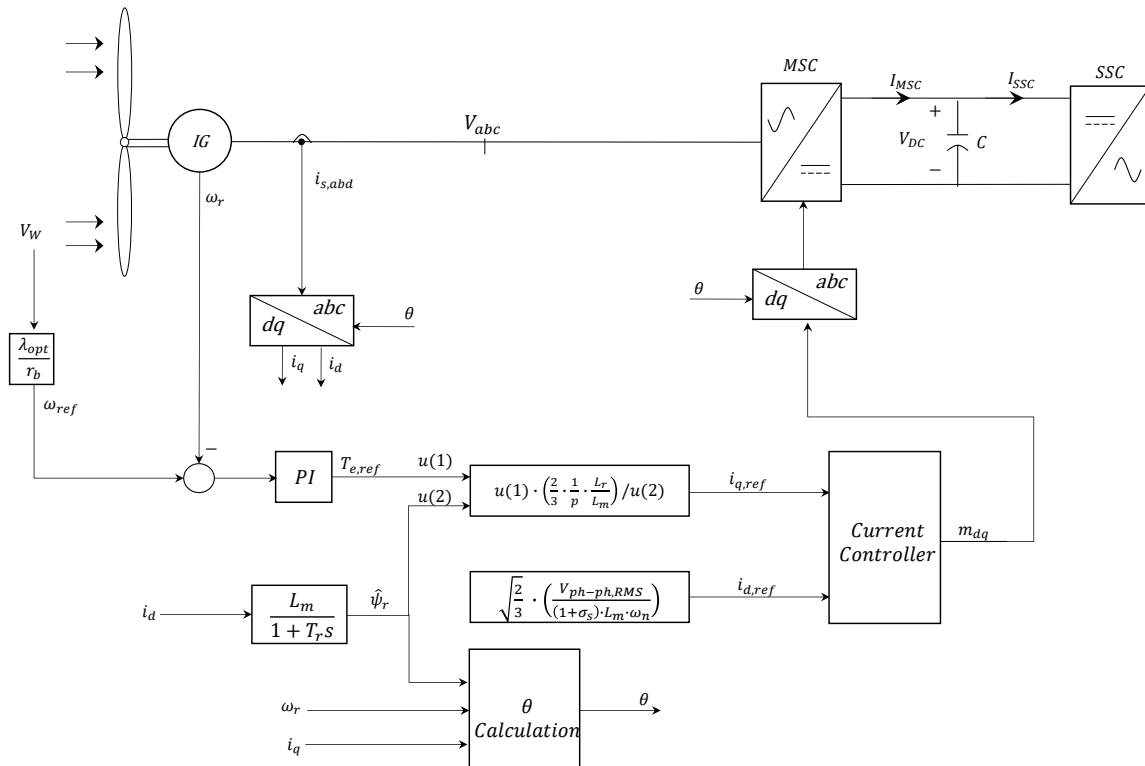 MSC
I_MSC
I_SSC
SSC
IG
V_abc
+
V_DC
C
−
i_s,abd
ω_r
V_W
θ
abc
dq
abc
dq
θ
λ_opt / r_b
i_q
i_d
ω_ref
−
PI
T_e,ref
u(1)
u(2)
u(1) · (2/3 · 1/p · L_r/L_m) /u(2)
i_q,ref
Current
Controller
m_dq
√(2/3) · (V_ph−ph,RMS / ((1+σ_s)·L_m·ω_n))
i_d,ref
i_d
L_m / (1 + T_r s)
ψ̂_r
θ
Calculation
ω_r
i_q
θ